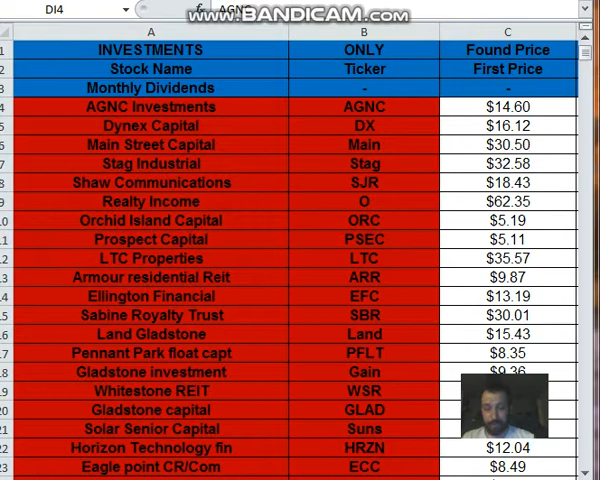 www.BANDICAM.com
DI4 AGNC
A B C
1 INVESTMENTS ONLY Found Price
2 Stock Name Ticker First Price
3 Monthly Dividends - -
4 AGNC Investments AGNC $14.60
5 Dynex Capital DX $16.12
6 Main Street Capital Main $30.50
7 Stag Industrial Stag $32.58
8 Shaw Communications SJR $18.43
9 Realty Income O $62.35
10 Orchid Island Capital ORC $5.19
11 Prospect Capital PSEC $5.11
12 LTC Properties LTC $35.57
13 Armour residential Reit ARR $9.87
14 Ellington Financial EFC $13.19
15 Sabine Royalty Trust SBR $30.01
16 Land Gladstone Land $15.43
17 Pennant Park float capt PFLT $8.35
18 Gladstone investment Gain $9.36
19 Whitestone REIT WSR
20 Gladstone capital GLAD
21 Solar Senior Capital Suns
22 Horizon Technology fin HRZN $12.04
23 Eagle point CR/Com ECC $8.49